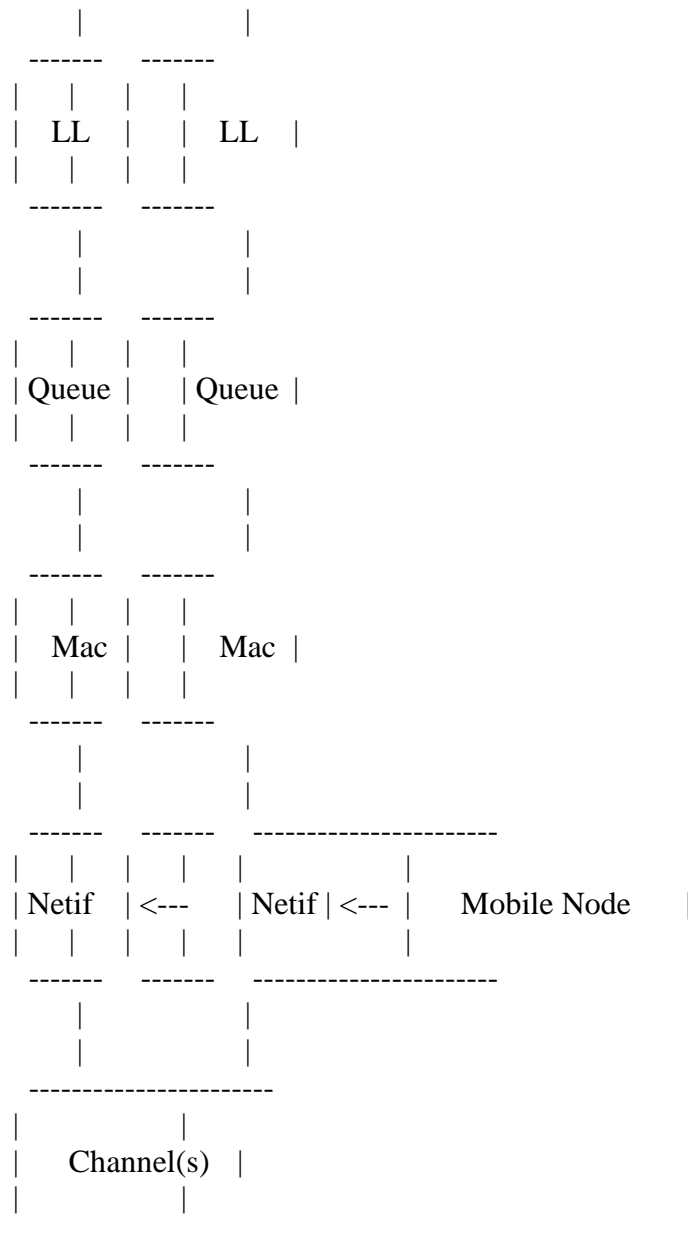 LL LL
Queue Queue
Mac Mac
Netif <--- Netif <--- Mobile Node
Channel(s)